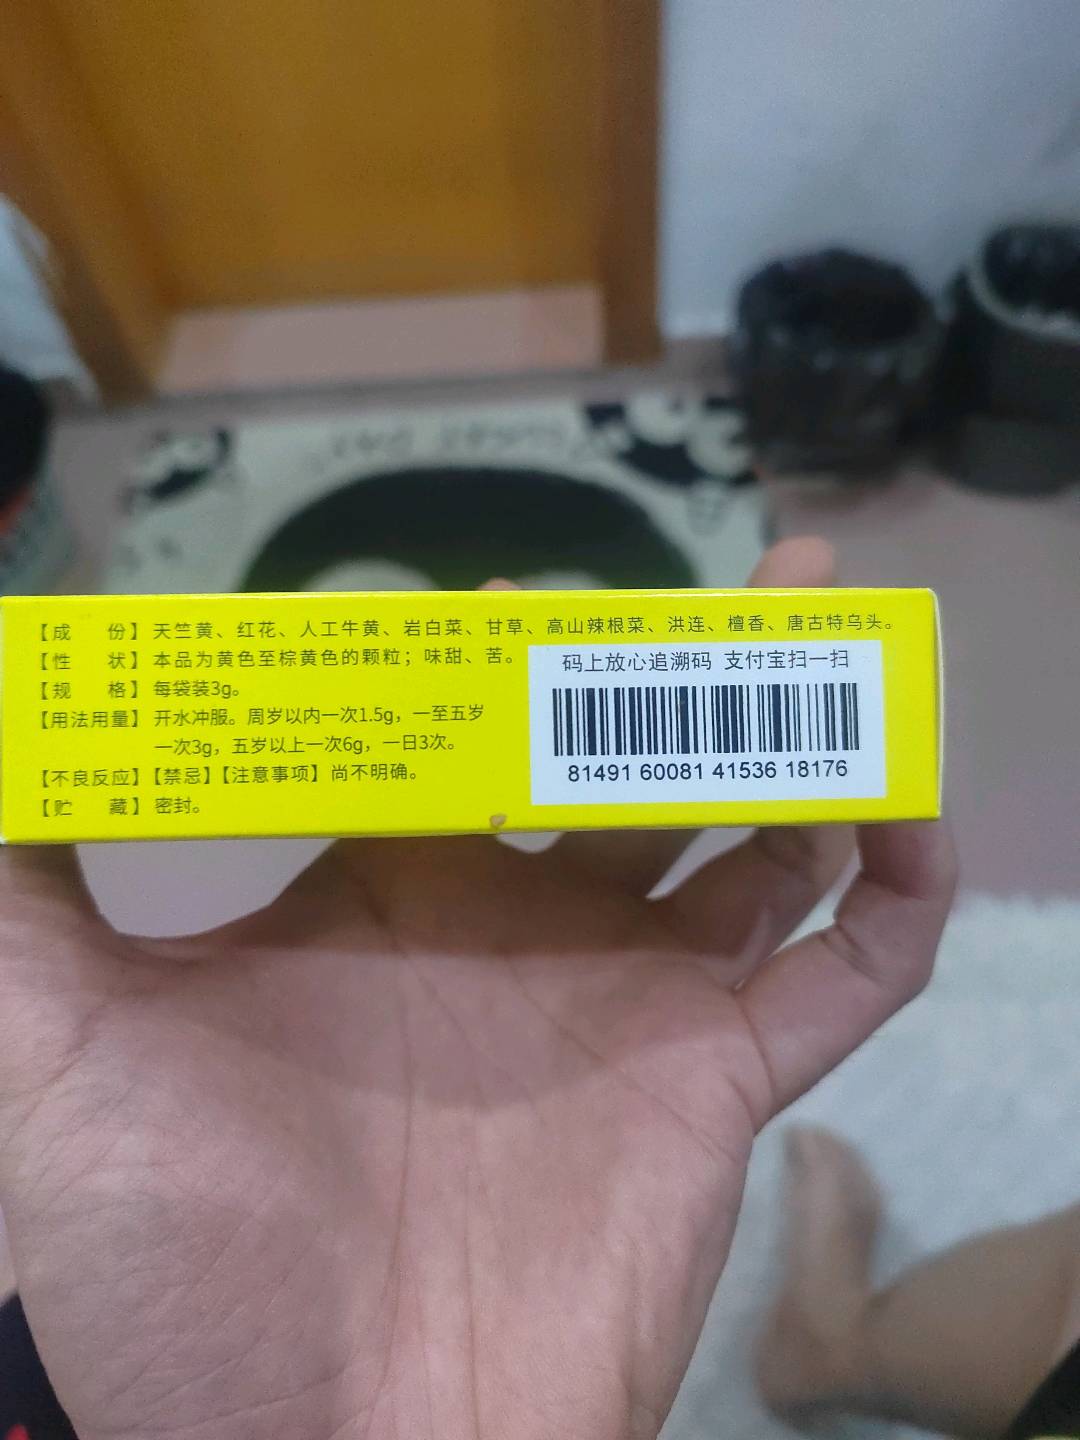 【成 份】天竺黄、红花、人工牛黄、岩白菜、甘草、高山辣根菜、洪连、檀香、唐古特乌头。
【性 状】本品为黄色至棕黄色的颗粒；味甜、苦。
【规 格】每袋装3g。
【用法用量】开水冲服。周岁以内一次1.5g，一至五岁
一次3g，五岁以上一次6g，一日3次。
【不良反应】【禁忌】【注意事项】尚不明确。
【贮 藏】密封。
码上放心追溯码 支付宝扫一扫
81491 60081 41536 18176